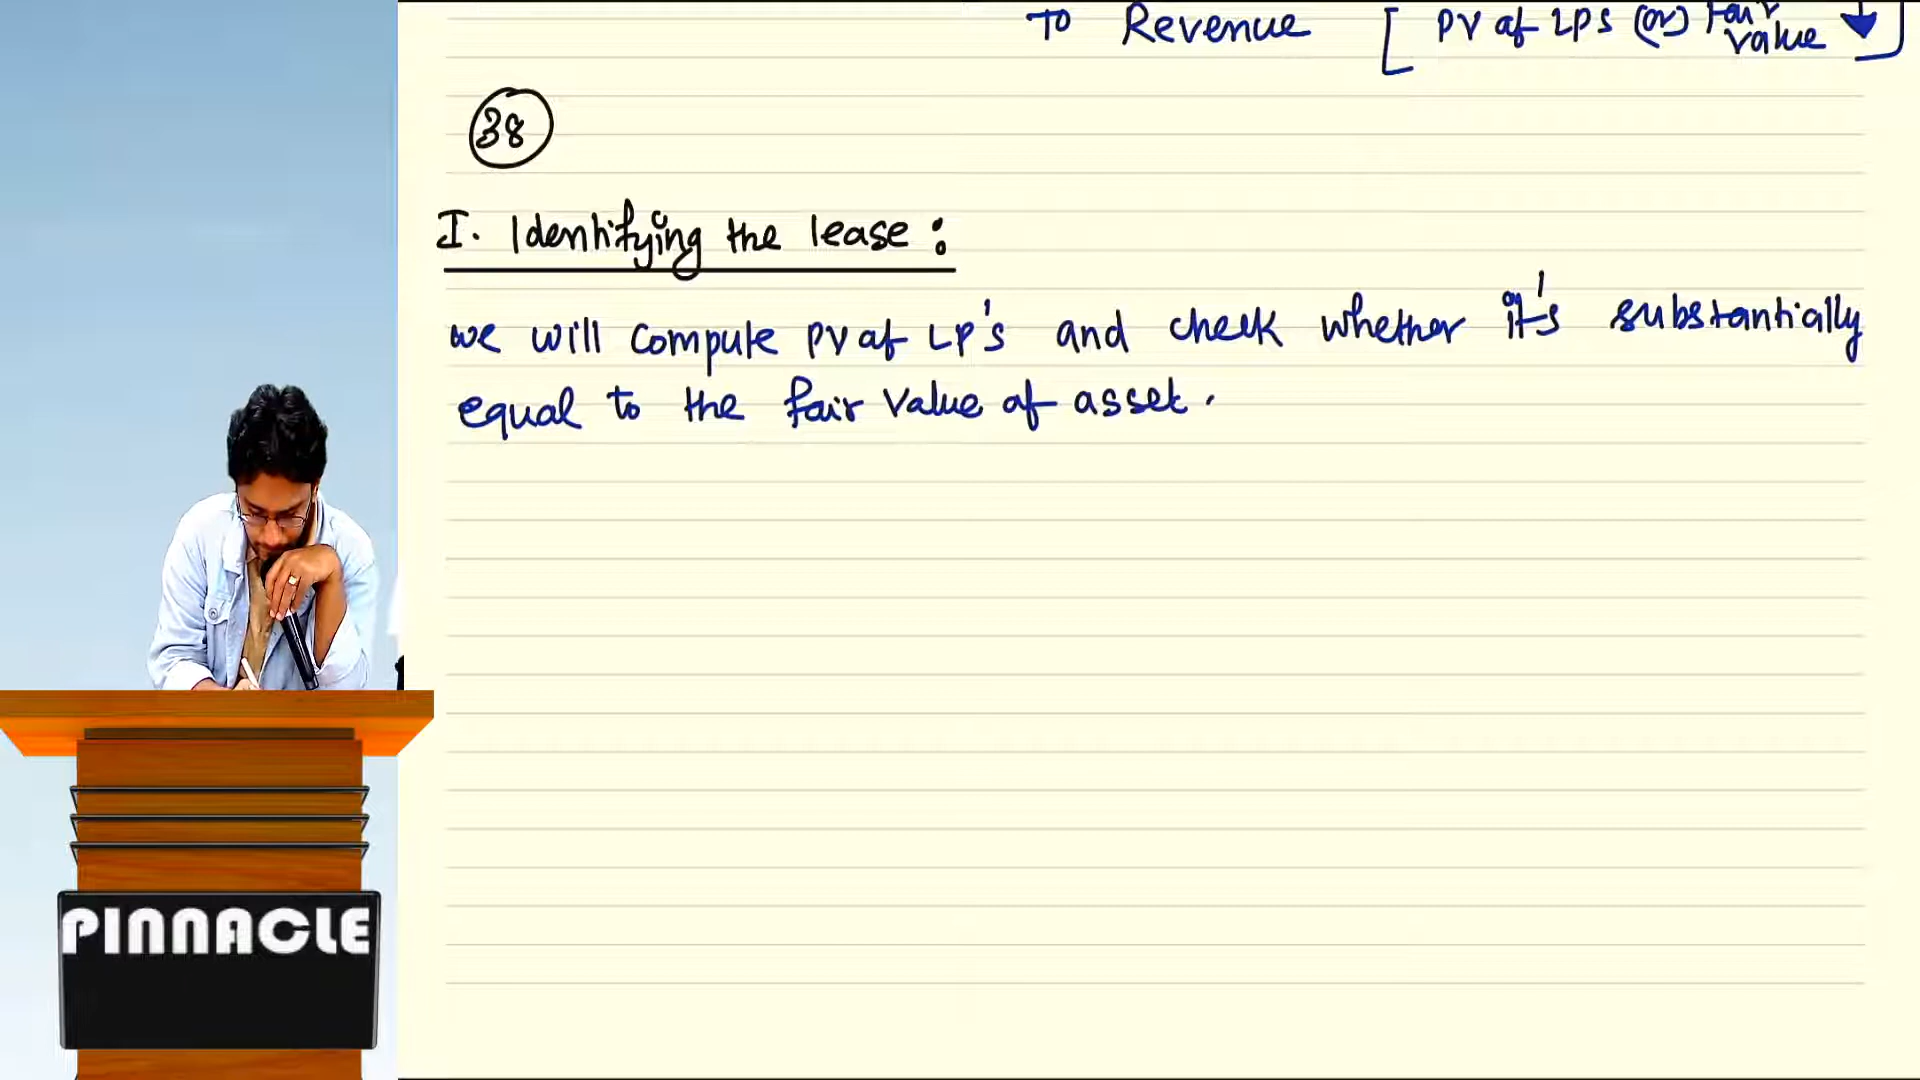 To Revenue [ PV of LPS (or) Fair value ↓ ]
38
I. Identifying the lease :
we will compute PV of LP's and check whether it's substantially
equal to the fair value of asset.
PINNACLE